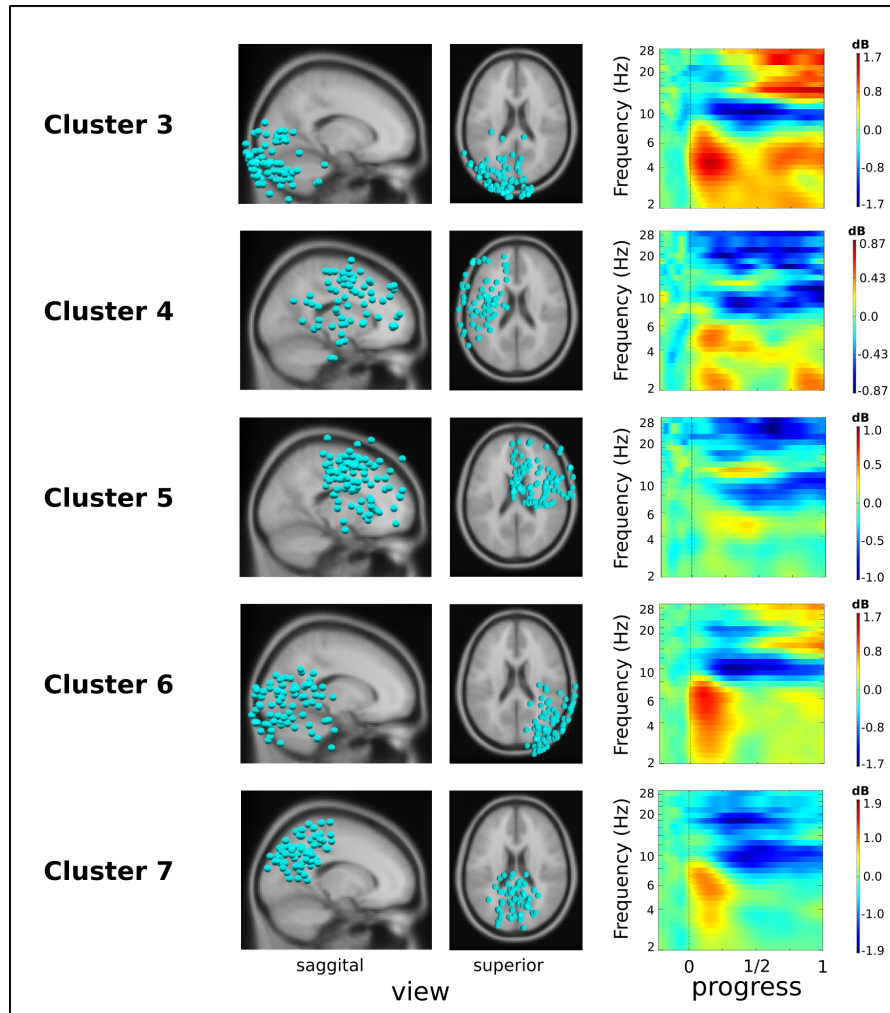 Cluster 3
Frequency (Hz)
28
20
10
6
4
2
dB
1.7
0.8
0.0
-0.8
-1.7
Cluster 4
Frequency (Hz)
28
20
10
6
4
2
dB
0.87
0.43
0.0
-0.43
-0.87
Cluster 5
Frequency (Hz)
28
20
10
6
4
2
dB
1.0
0.5
0.0
-0.5
-1.0
Cluster 6
Frequency (Hz)
28
20
10
6
4
2
dB
1.7
0.8
0.0
-0.8
-1.7
Cluster 7
Frequency (Hz)
28
20
10
6
4
2
dB
1.9
1.0
0.0
-1.0
-1.9
saggital superior
view
0 1/2 1
progress